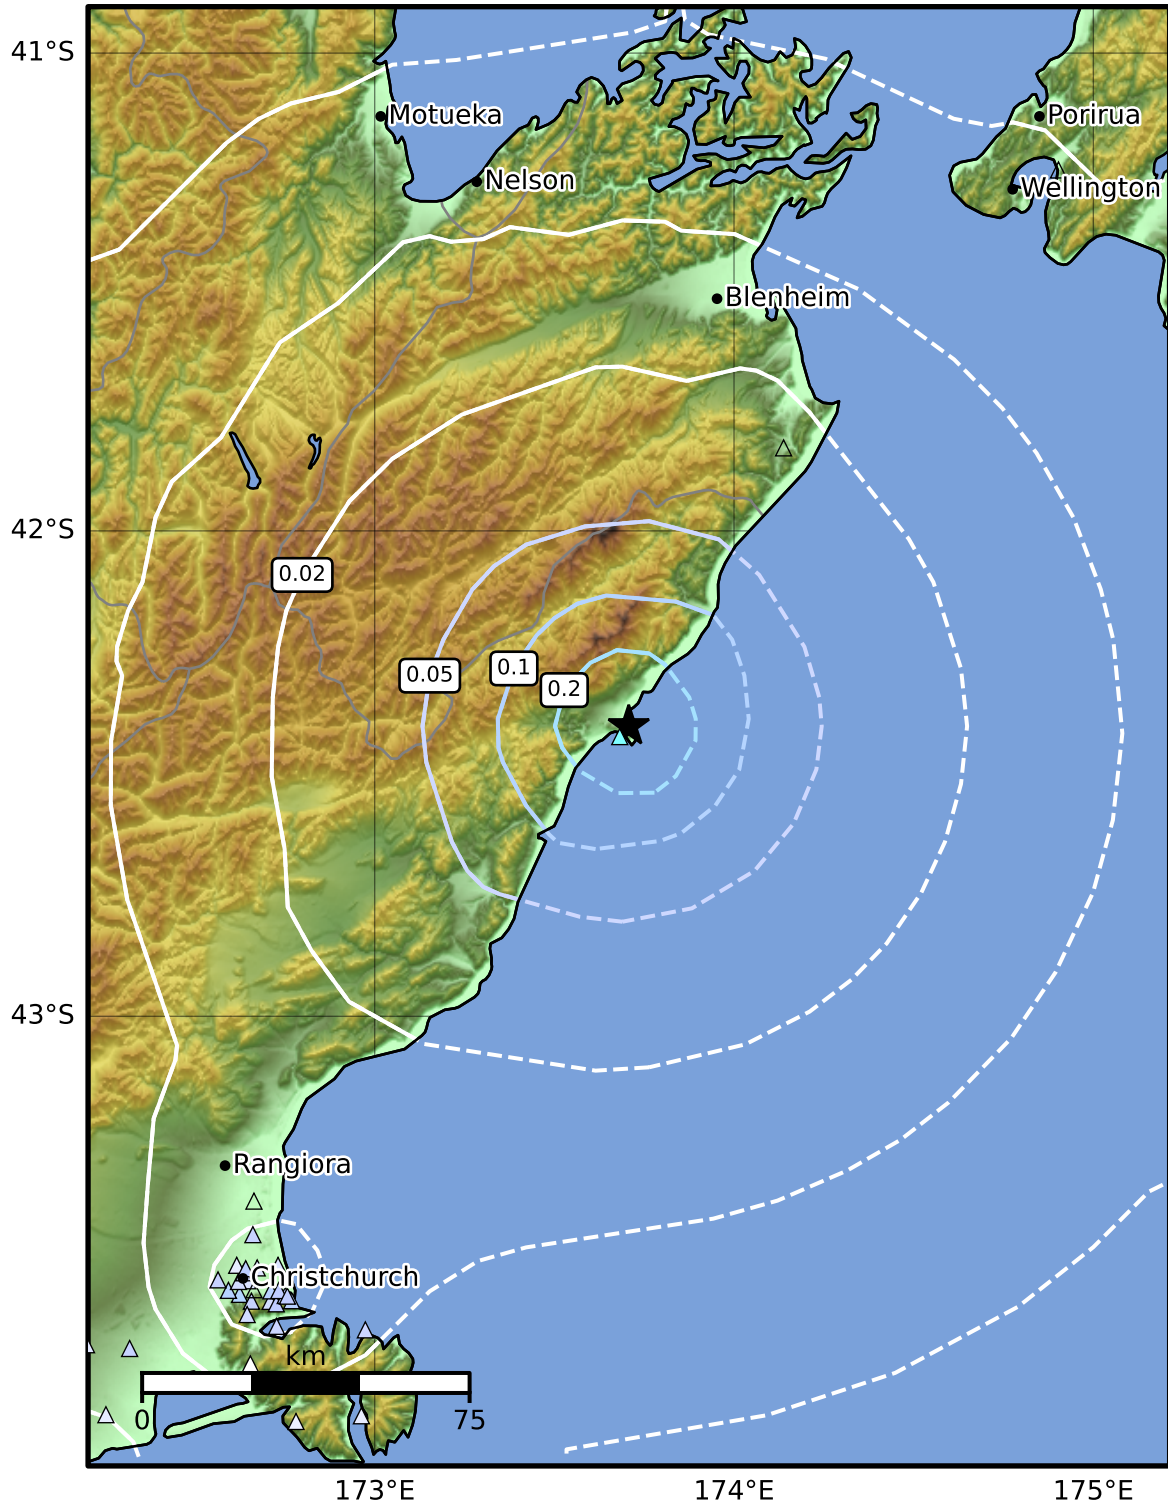 41°S
Motueka
Porirua
Nelson
Wellington
Blenheim
42°S
0.02
0.05
0.1
0.2
43°S
Rangiora
Christchurch
km
0
75
173°E
174°E
175°E